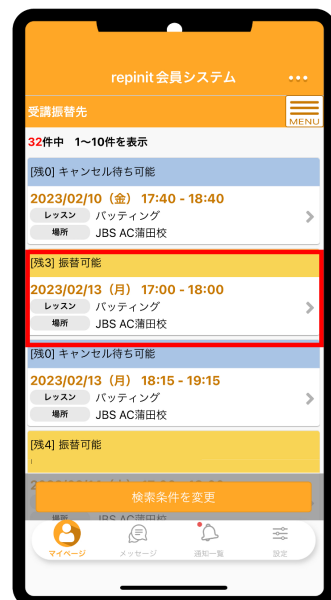 repinit会員システム
受講振替先
MENU
32件中 1〜10件を表示
[残0] キャンセル待ち可能
2023/02/10（金）17:40 - 18:40
レッスン バッティング
場所 JBS AC蒲田校
[残3] 振替可能
2023/02/13（月）17:00 - 18:00
レッスン バッティング
場所 JBS AC蒲田校
[残0] キャンセル待ち可能
2023/02/13（月）18:15 - 19:15
レッスン バッティング
場所 JBS AC蒲田校
[残4] 振替可能
検索条件を変更
場所 JBS AC蒲田校
マイページ メッセージ 通知一覧 設定